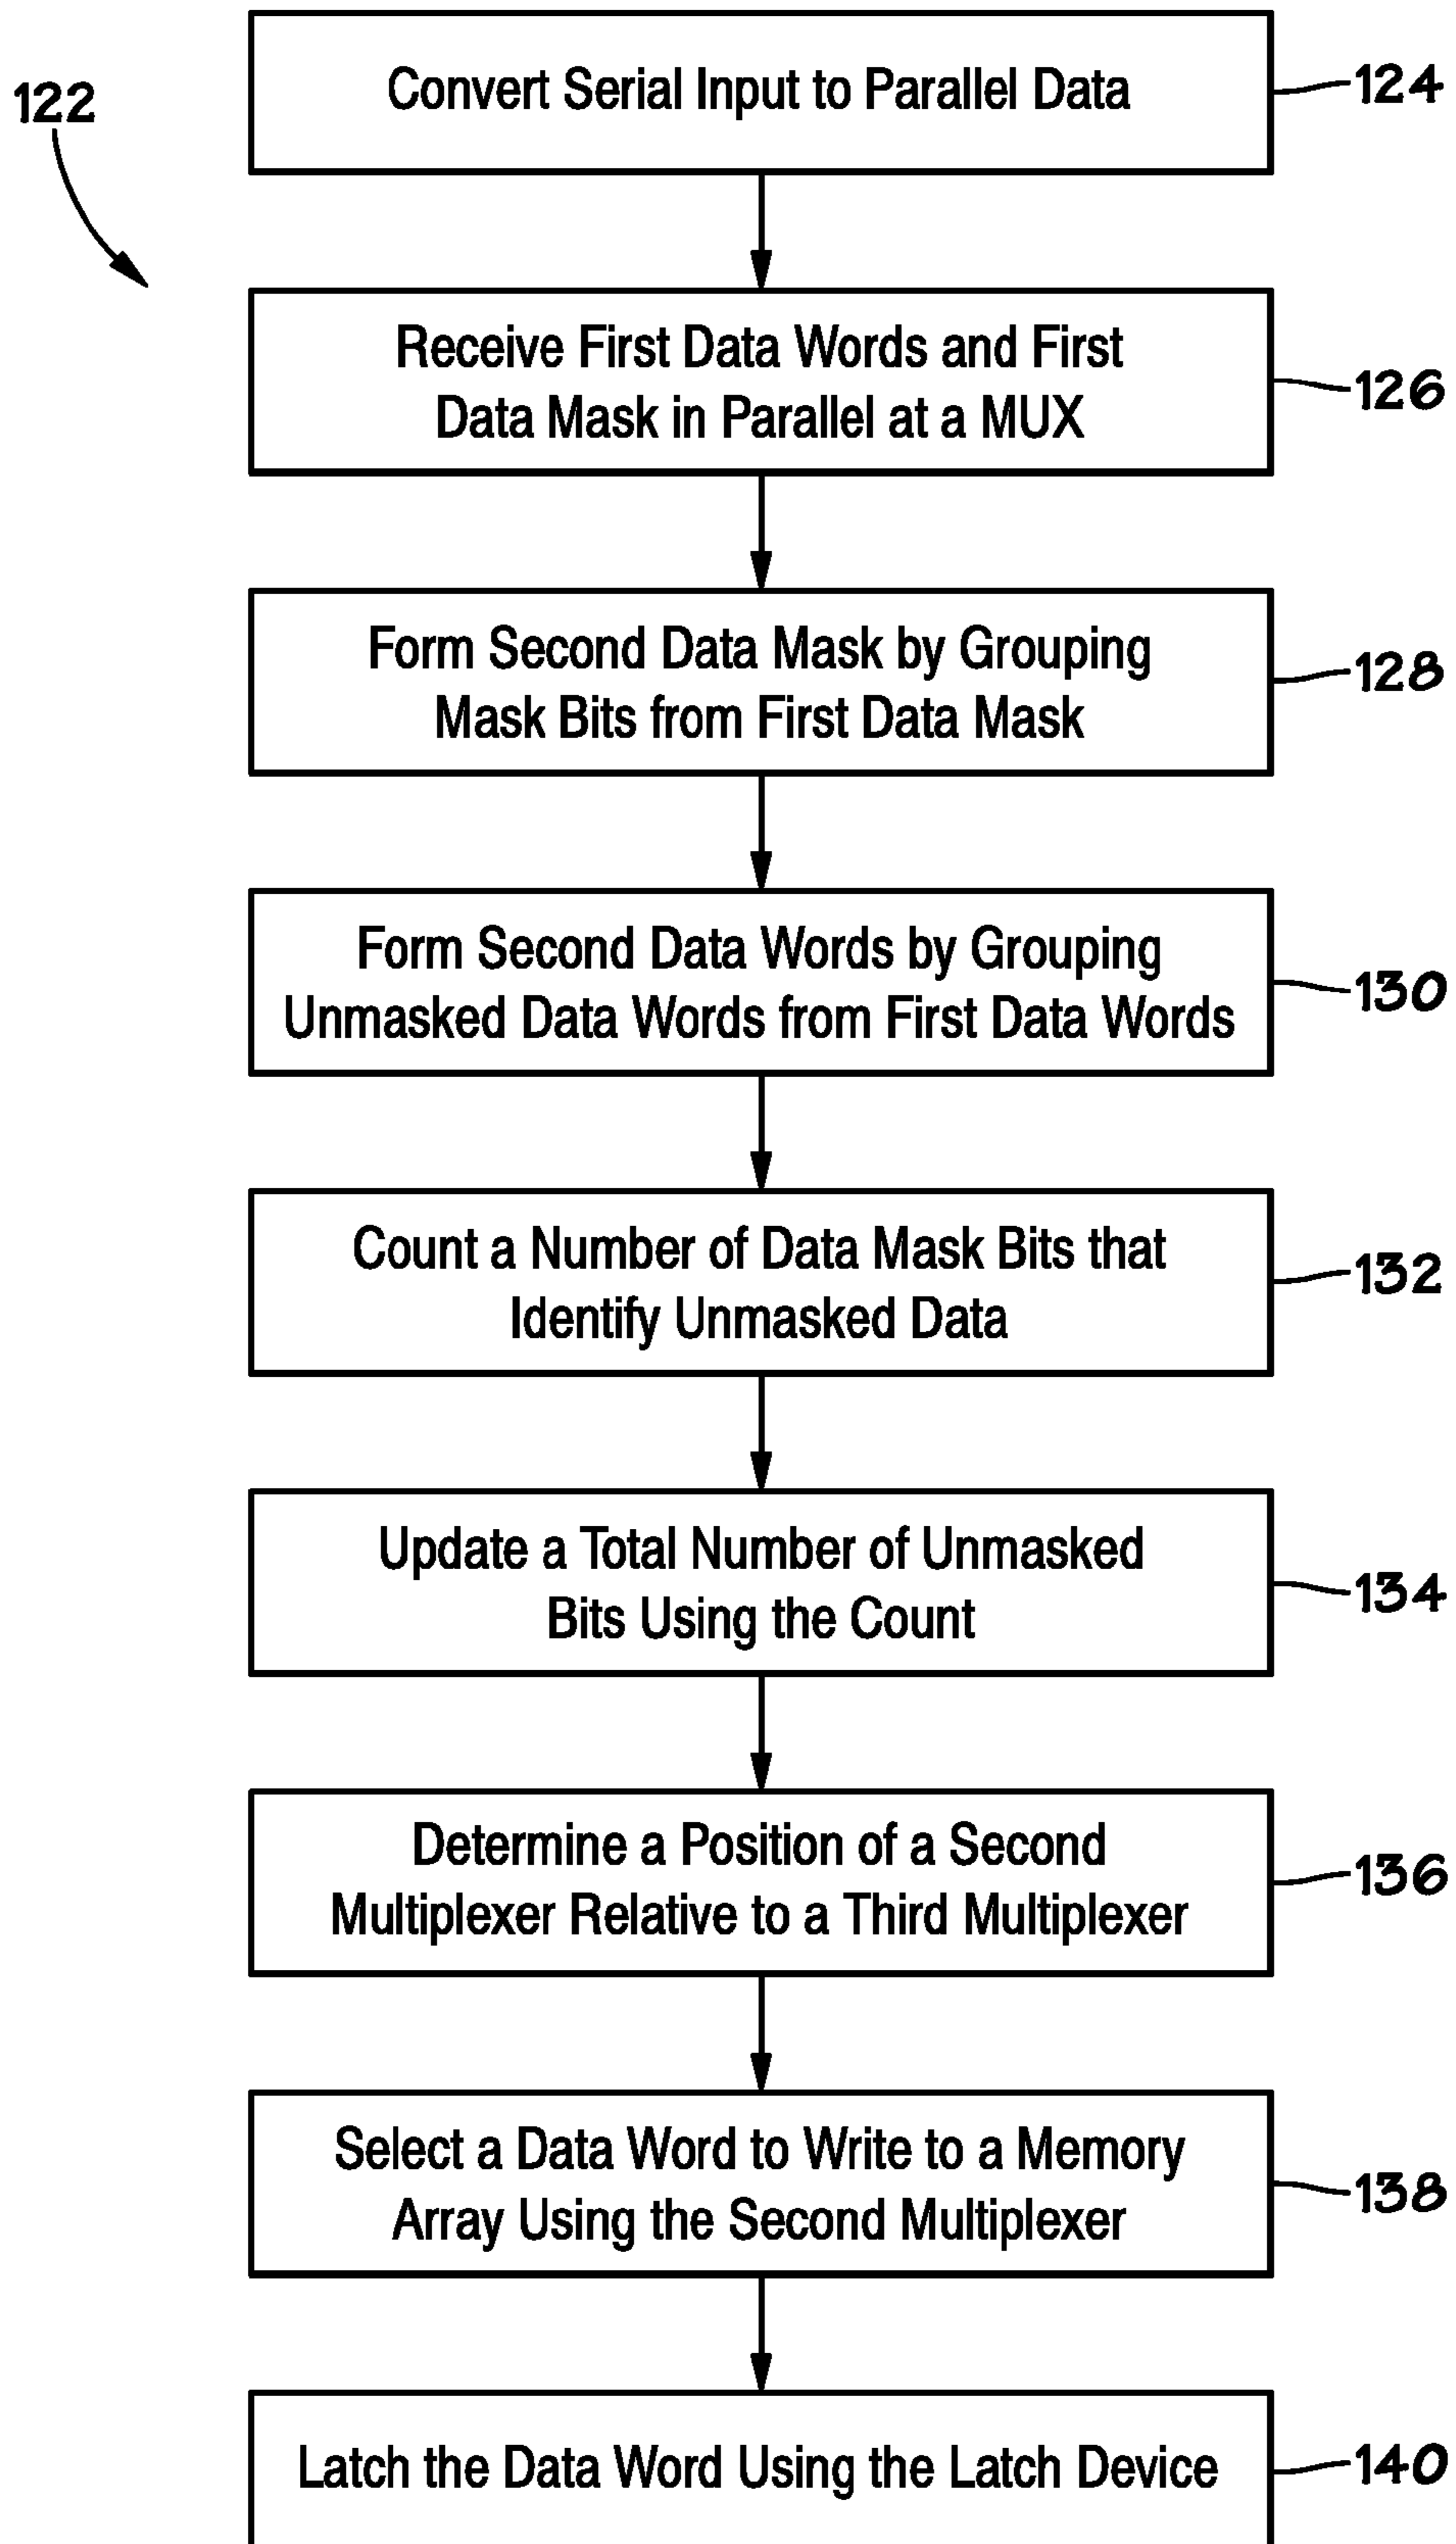 122
Convert Serial Input to Parallel Data
124
Receive First Data Words and First
Data Mask in Parallel at a MUX
126
Form Second Data Mask by Grouping
Mask Bits from First Data Mask
128
Form Second Data Words by Grouping
Unmasked Data Words from First Data Words
130
Count a Number of Data Mask Bits that
Identify Unmasked Data
132
Update a Total Number of Unmasked
Bits Using the Count
134
Determine a Position of a Second
Multiplexer Relative to a Third Multiplexer
136
Select a Data Word to Write to a Memory
Array Using the Second Multiplexer
138
Latch the Data Word Using the Latch Device
140